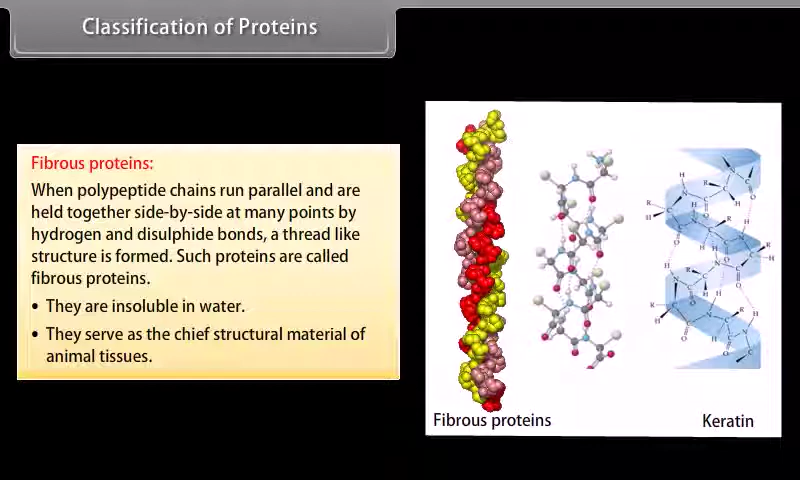 Classification of Proteins
Fibrous proteins:
When polypeptide chains run parallel and are
held together side-by-side at many points by
hydrogen and disulphide bonds, a thread like
structure is formed. Such proteins are called
fibrous proteins.
• They are insoluble in water.
• They serve as the chief structural material of
animal tissues.
Fibrous proteins
Keratin